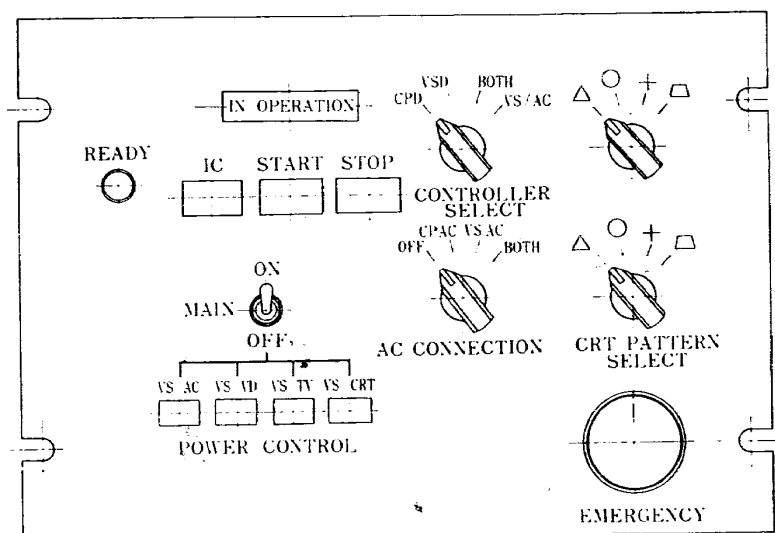 IN OPERATION
READY
IC START STOP
CPD VSD BOTH VS/AC
CONTROLLER
SELECT
ON
MAIN
OFF
OFF CPAC VS AC BOTH
AC CONNECTION
CRT PATTERN
SELECT
VS AC VS VD VS TV VS CRT
POWER CONTROL
EMERGENCY